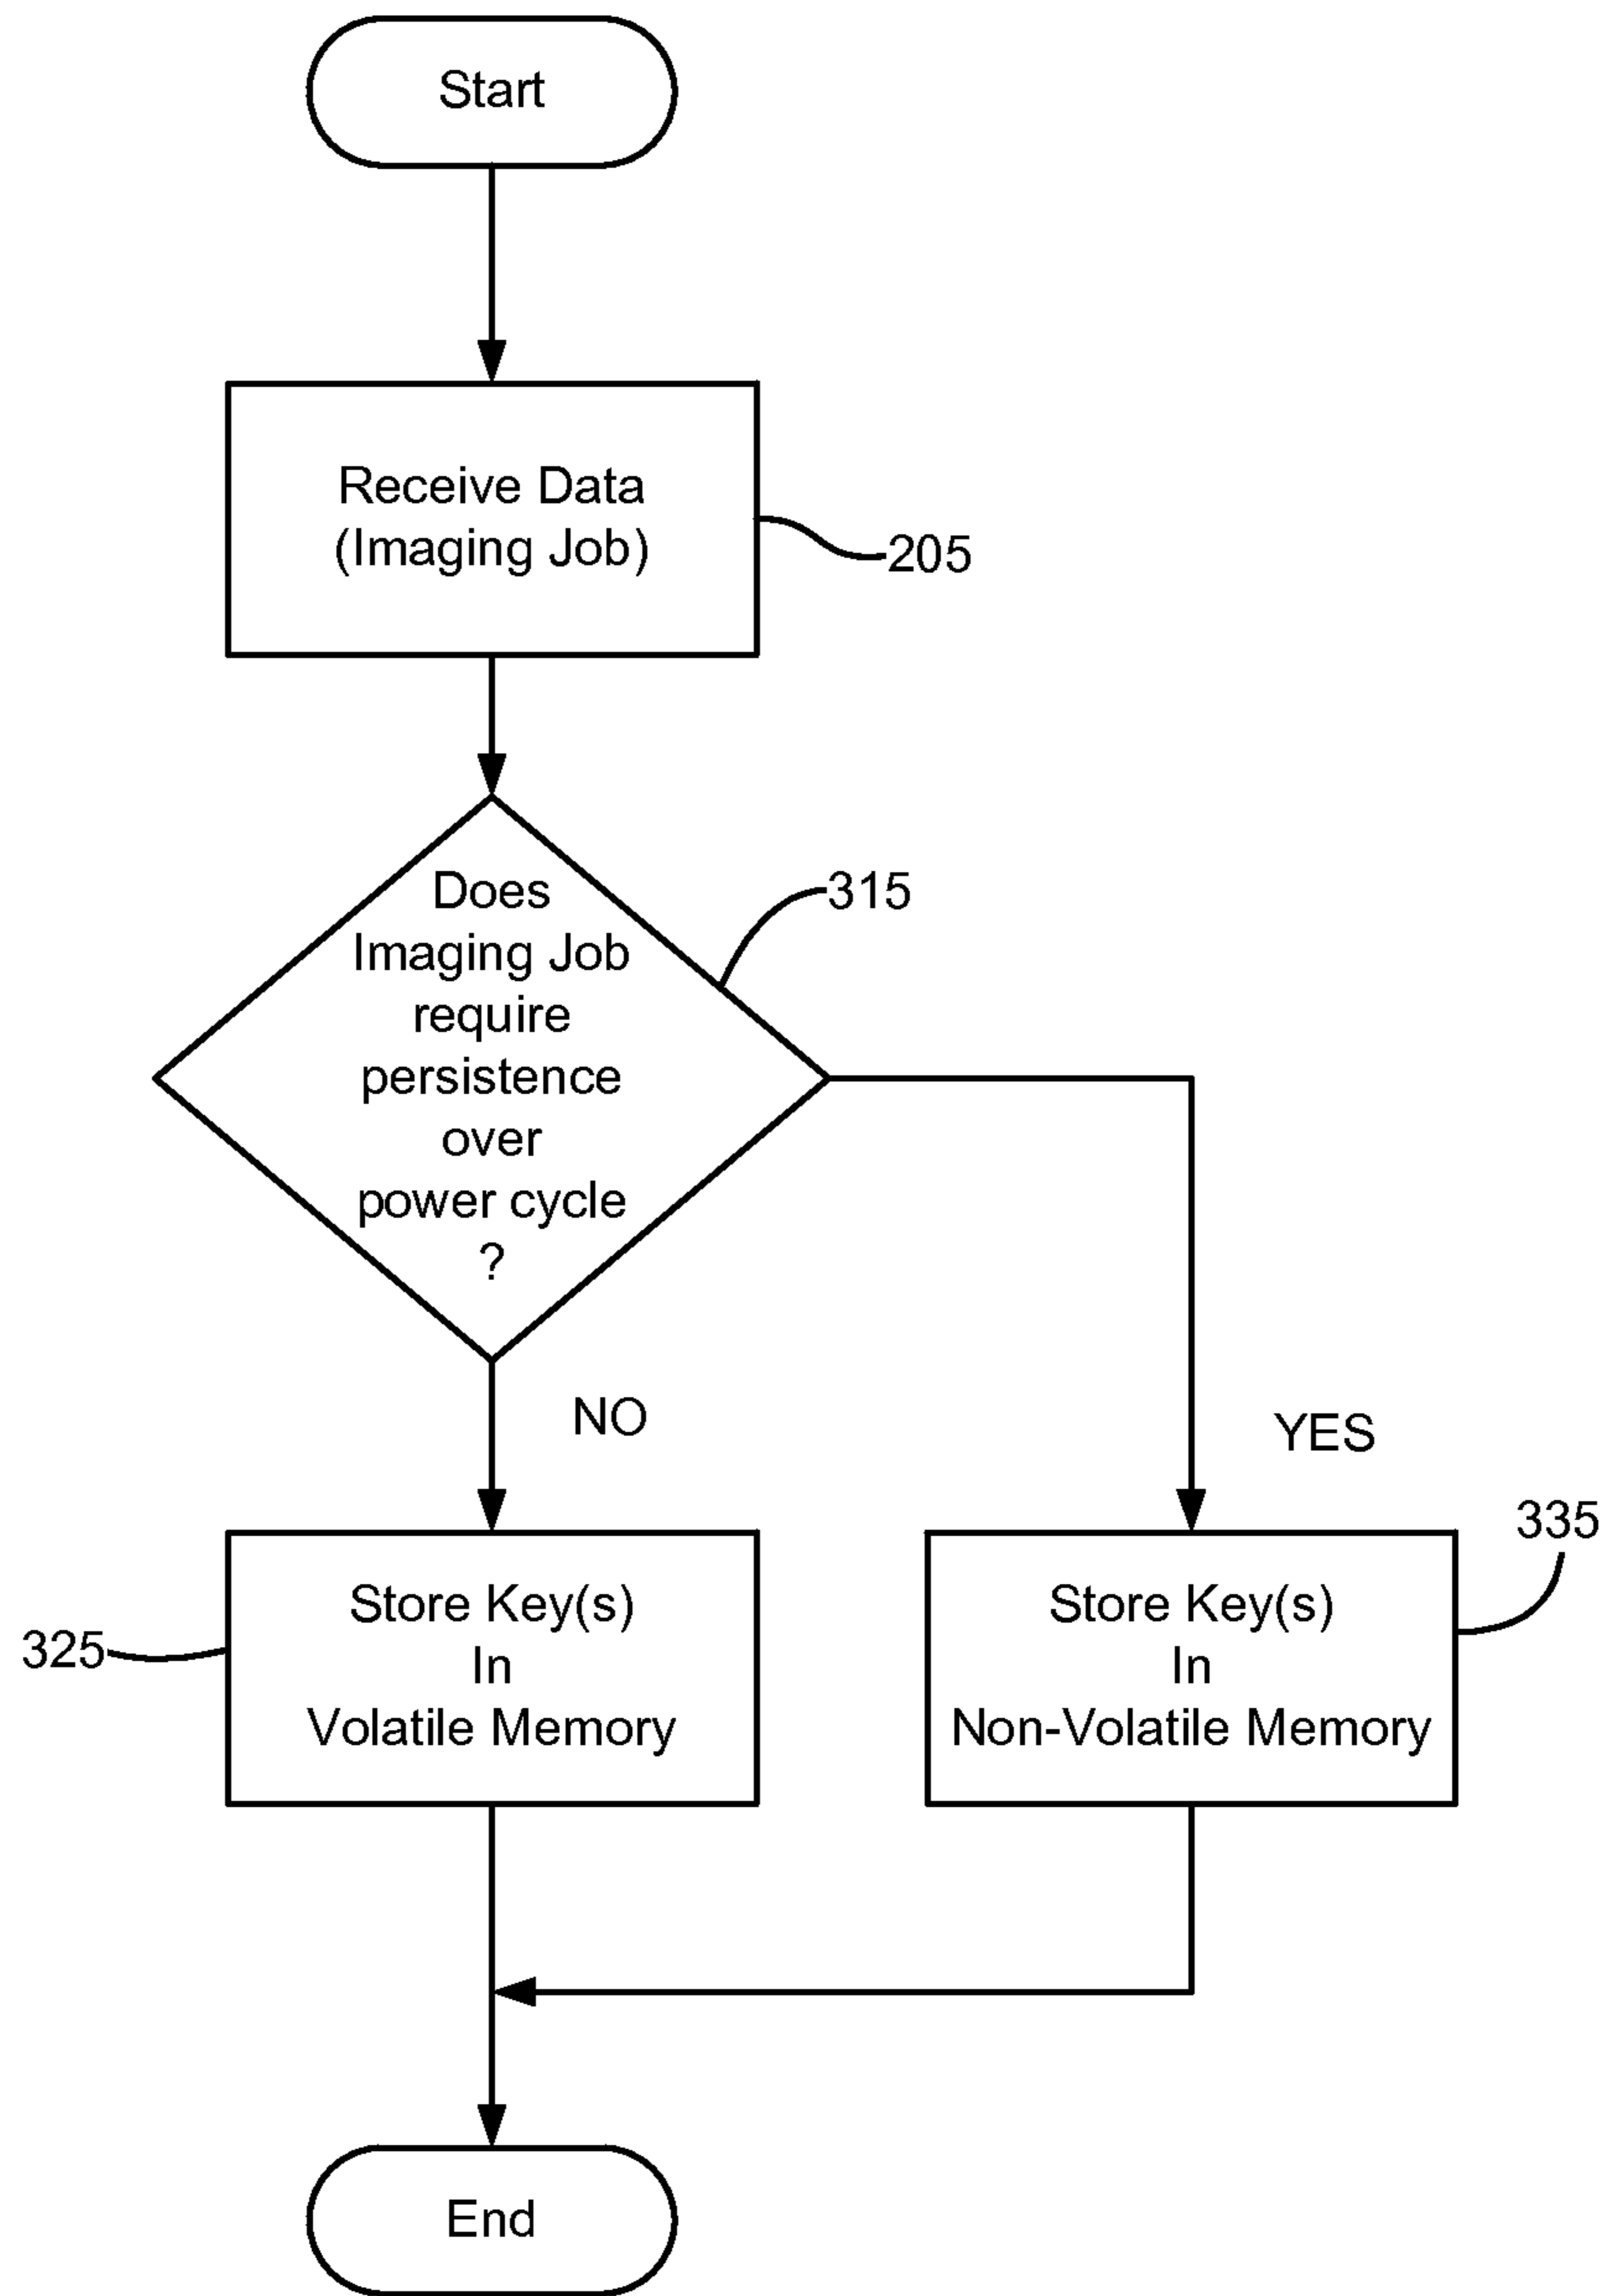 Start
Receive Data
(Imaging Job)
205
Does
Imaging Job
require
persistence
over
power cycle
?
315
NO
YES
Store Key(s)
In
Volatile Memory
325
Store Key(s)
In
Non-Volatile Memory
335
End